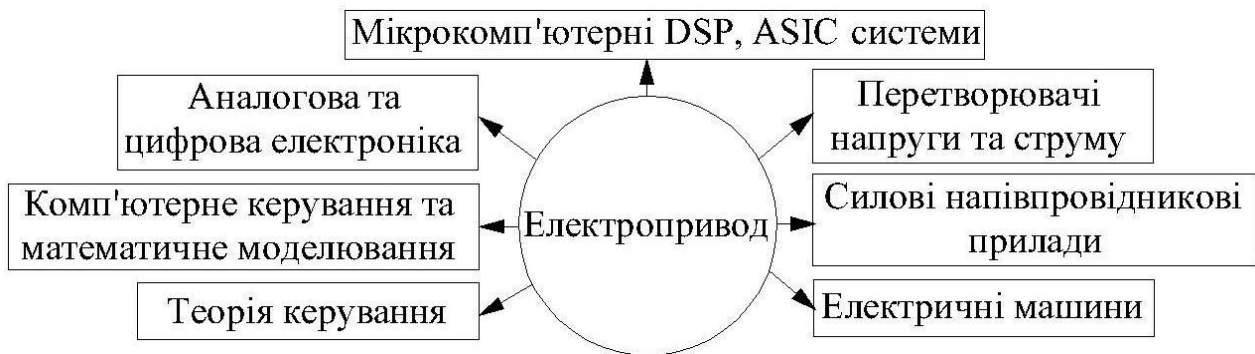 Мікрокомп'ютерні DSP, ASIC системи
Аналогова та
цифрова електроніка
Комп'ютерне керування та
математичне моделювання
Теорія керування
Електропривод
Перетворювачі
напруги та струму
Силові напівпровідникові
прилади
Електричні машини